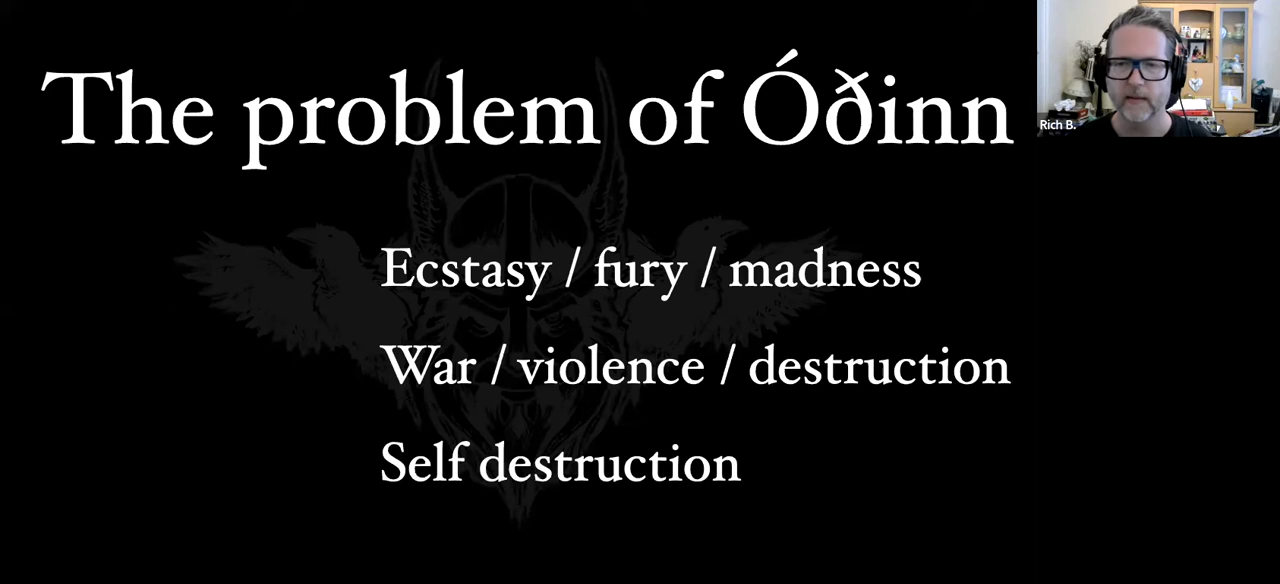 The problem of Óðinn
Rich B.
Ecstasy / fury / madness
War / violence / destruction
Self destruction